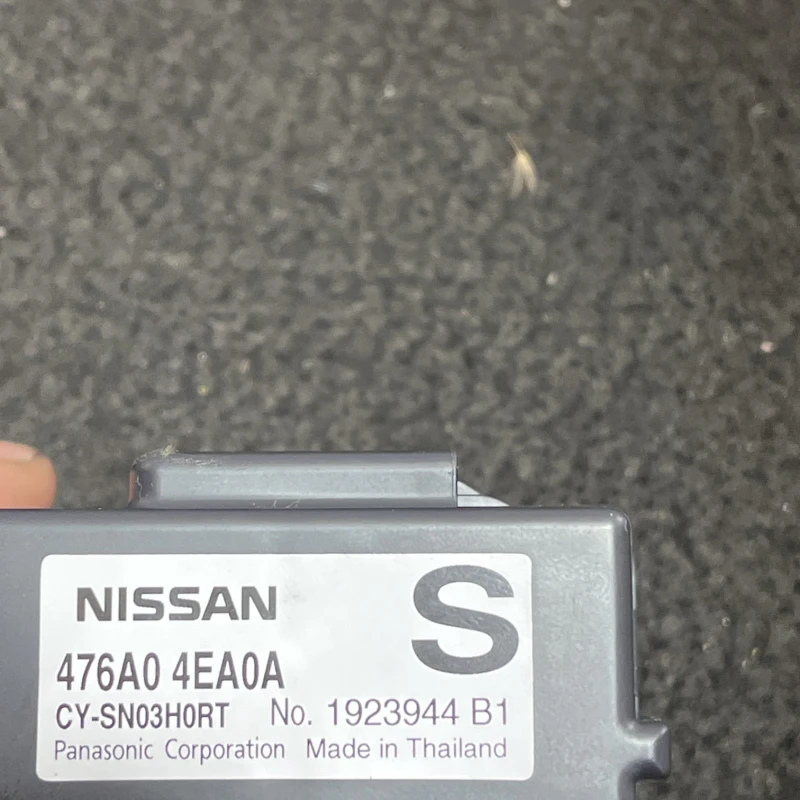 NISSAN
S
476A0 4EA0A
CY-SN03H0RT No. 1923944 B1
Panasonic Corporation Made in Thailand